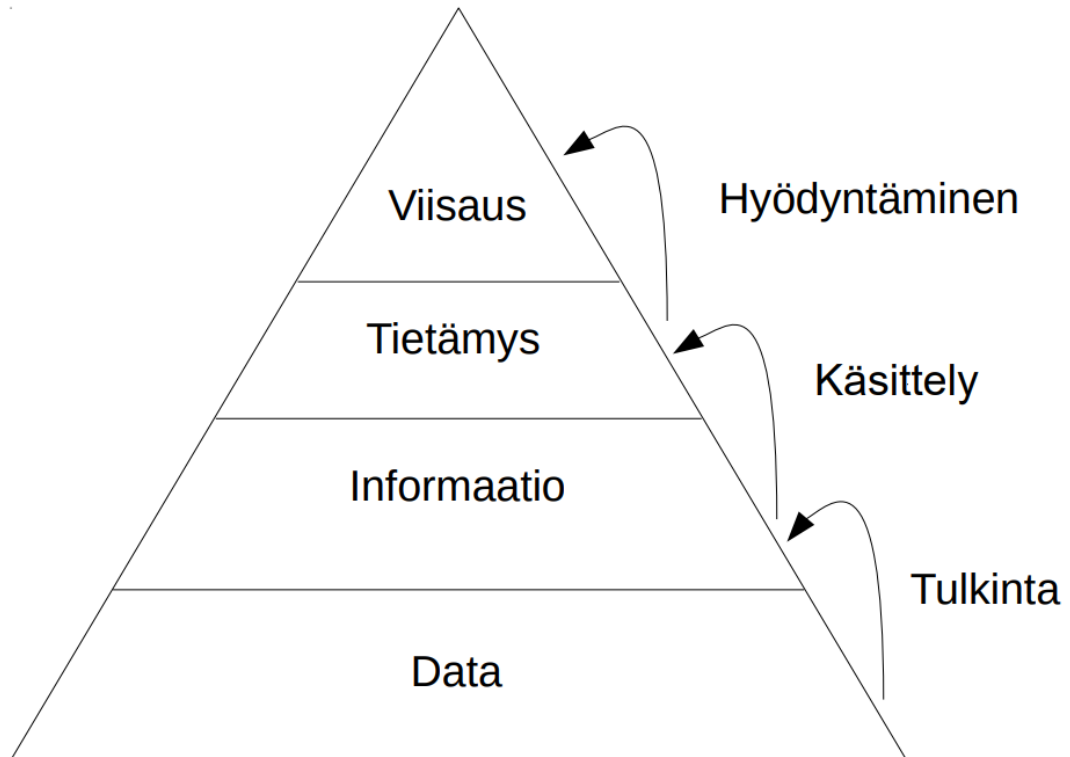 Viisaus
Hyödyntäminen
Tietämys
Käsittely
Informaatio
Tulkinta
Data